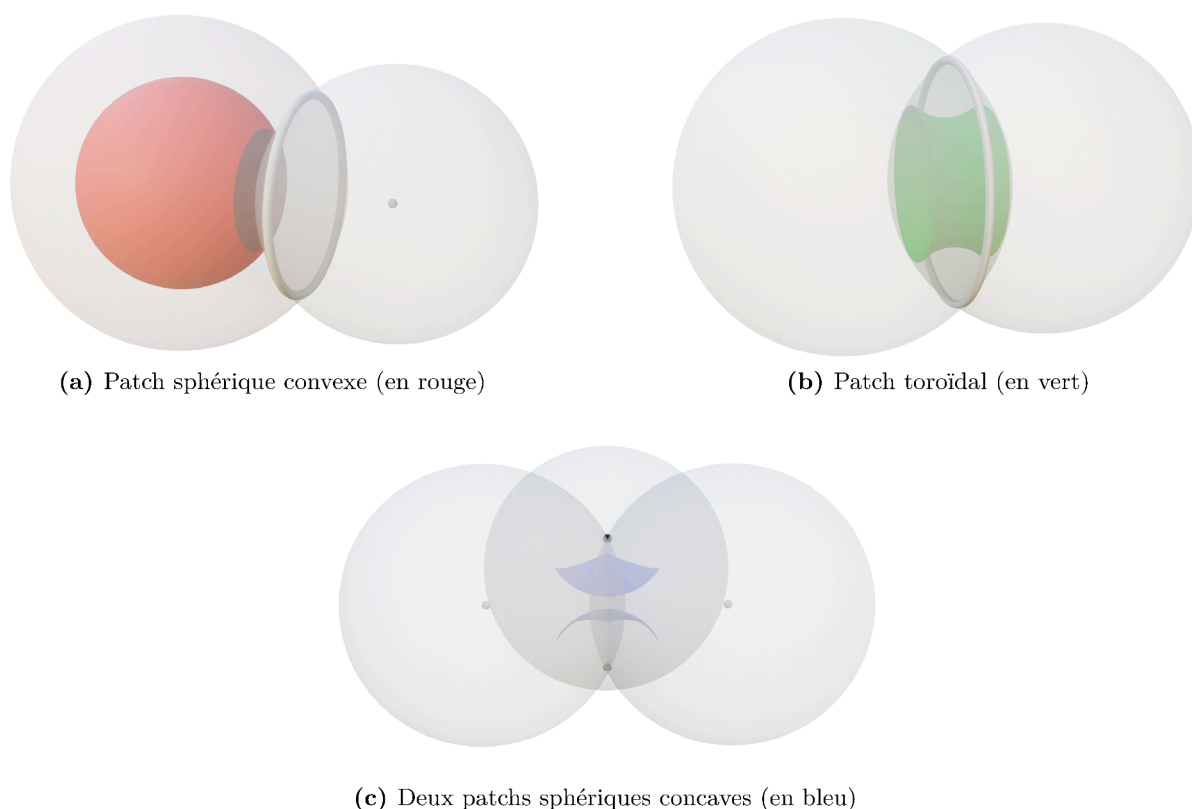 (a) Patch sphérique convexe (en rouge)
(b) Patch toroïdal (en vert)
(c) Deux patchs sphériques concaves (en bleu)